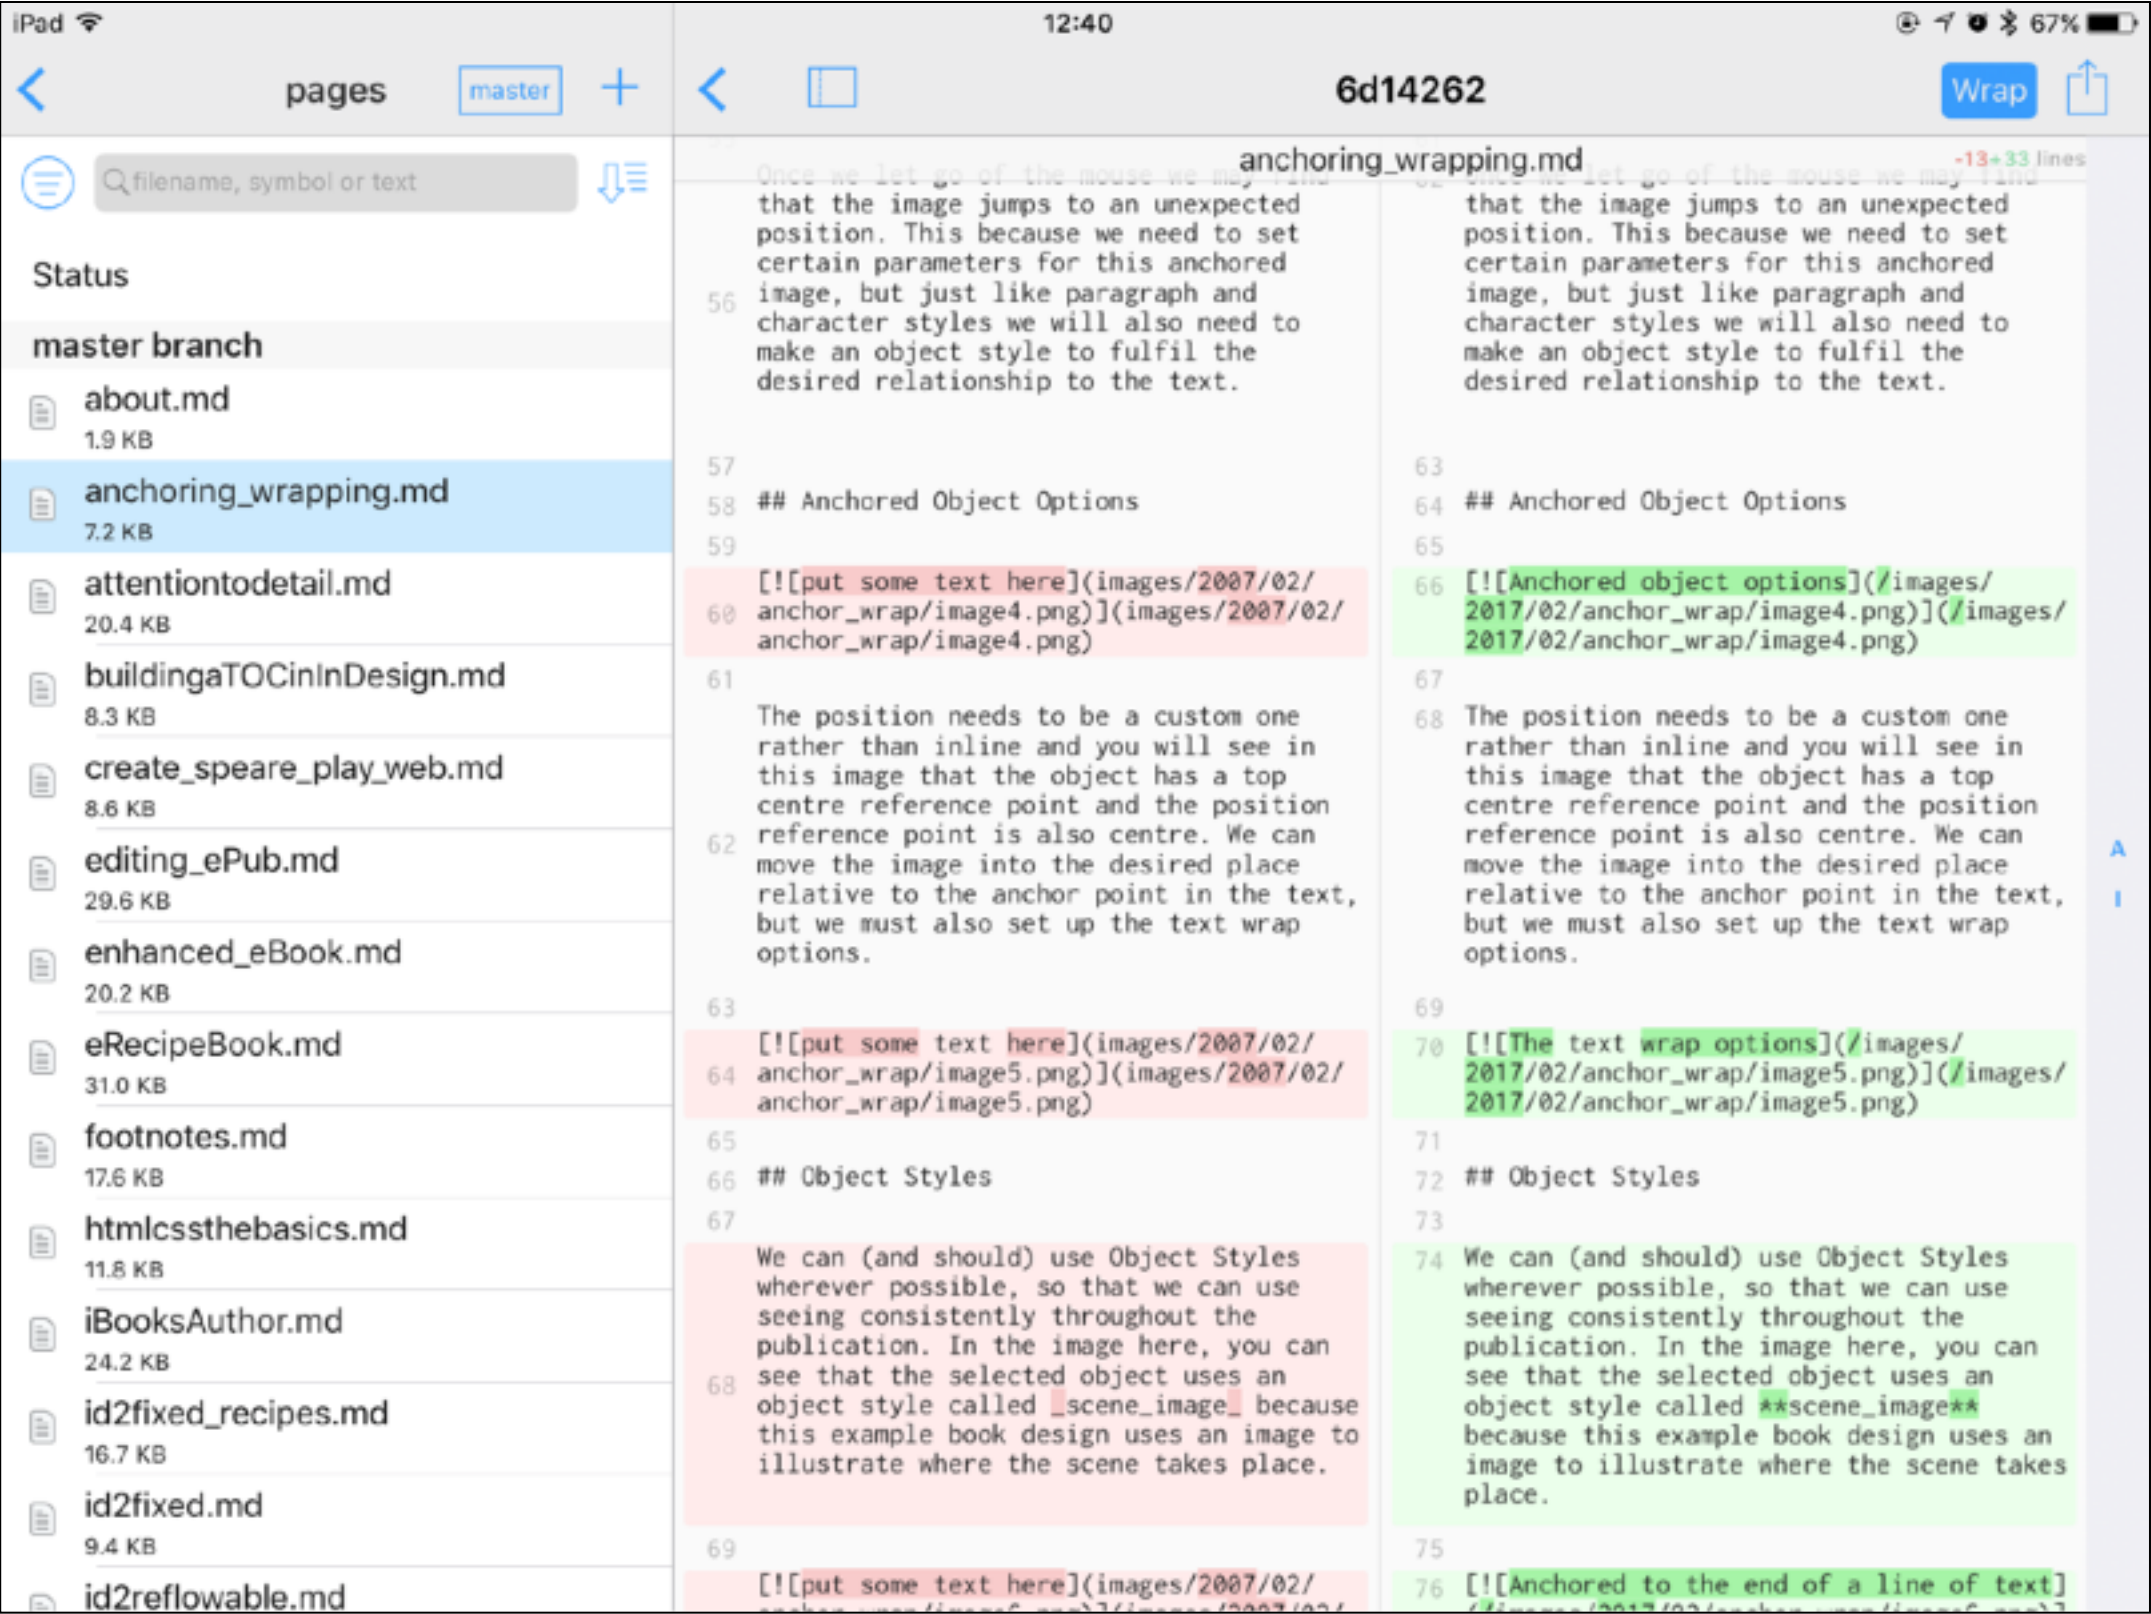 iPad
12:40
67%
pages
master
6d14262
Wrap
filename, symbol or text
Status
master branch
about.md
1.9 KB
anchoring_wrapping.md
7.2 KB
attentiontodetail.md
20.4 KB
buildingaTOCinInDesign.md
8.3 KB
create_speare_play_web.md
8.6 KB
editing_ePub.md
29.6 KB
enhanced_eBook.md
20.2 KB
eRecipeBook.md
31.0 KB
footnotes.md
17.6 KB
htmlcssthebasics.md
11.8 KB
iBooksAuthor.md
24.2 KB
id2fixed_recipes.md
16.7 KB
id2fixed.md
9.4 KB
id2reflowable.md
anchoring_wrapping.md
-13+33 lines
Once we let go of the mouse we may find
that the image jumps to an unexpected
position. This because we need to set
certain parameters for this anchored
56 image, but just like paragraph and
character styles we will also need to
make an object style to fulfil the
desired relationship to the text.
57
58 ## Anchored Object Options
59
[![put some text here](images/2007/02/
60 anchor_wrap/image4.png)](images/2007/02/
anchor_wrap/image4.png)
61
The position needs to be a custom one
rather than inline and you will see in
this image that the object has a top
centre reference point and the position
62 reference point is also centre. We can
move the image into the desired place
relative to the anchor point in the text,
but we must also set up the text wrap
options.
63
[![put some text here](images/2007/02/
64 anchor_wrap/image5.png)](images/2007/02/
anchor_wrap/image5.png)
65
66 ## Object Styles
67
We can (and should) use Object Styles
wherever possible, so that we can use
seeing consistently throughout the
publication. In the image here, you can
68 see that the selected object uses an
object style called _scene_image_ because
this example book design uses an image to
illustrate where the scene takes place.
69
[![put some text here](images/2007/02/
62 Once we let go of the mouse we may find
that the image jumps to an unexpected
position. This because we need to set
certain parameters for this anchored
image, but just like paragraph and
character styles we will also need to
make an object style to fulfil the
desired relationship to the text.
63
64 ## Anchored Object Options
65
66 [![Anchored object options](/images/
2017/02/anchor_wrap/image4.png)](/images/
2017/02/anchor_wrap/image4.png)
67
68 The position needs to be a custom one
rather than inline and you will see in
this image that the object has a top
centre reference point and the position
reference point is also centre. We can
move the image into the desired place
relative to the anchor point in the text,
but we must also set up the text wrap
options.
69
70 [![The text wrap options](/images/
2017/02/anchor_wrap/image5.png)](/images/
2017/02/anchor_wrap/image5.png)
71
72 ## Object Styles
73
74 We can (and should) use Object Styles
wherever possible, so that we can use
seeing consistently throughout the
publication. In the image here, you can
see that the selected object uses an
object style called **scene_image**
because this example book design uses an
image to illustrate where the scene takes
place.
75
76 [![Anchored to the end of a line of text]
A
I